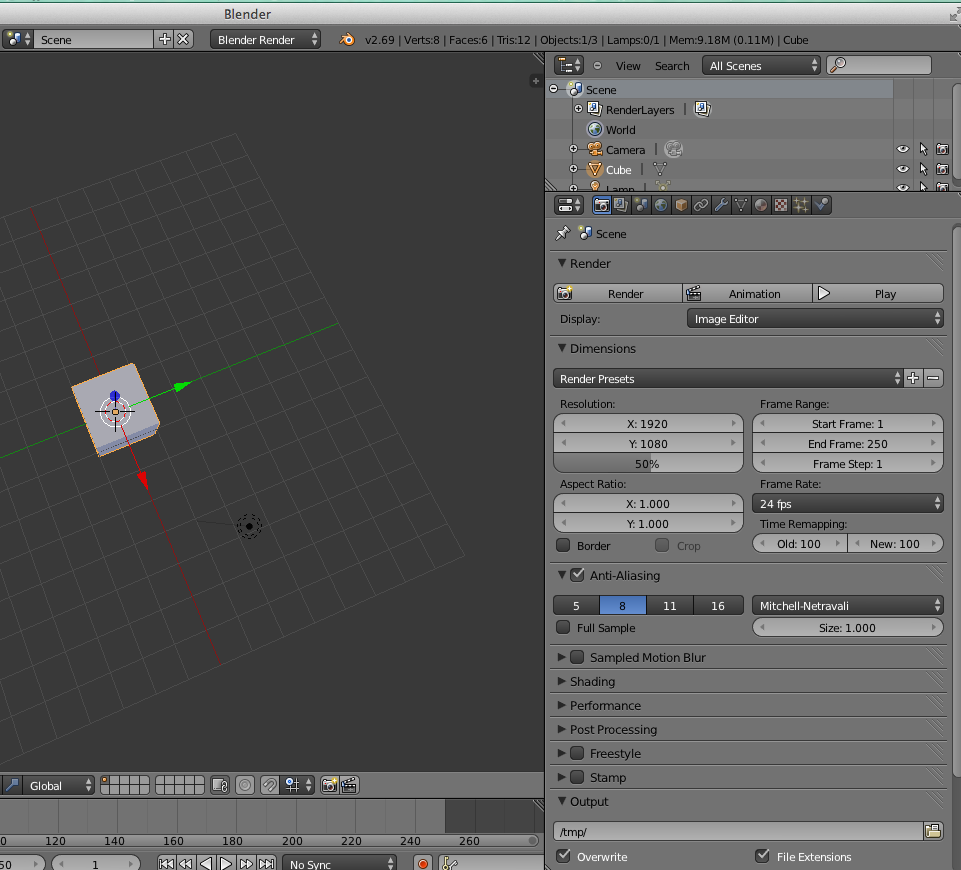 Blender
Scene
Blender Render
v2.69 | Verts:8 | Faces:6 | Tris:12 | Objects:1/3 | Lamps:0/1 | Mem:9.18M (0.11M) | Cube
View Search All Scenes
Scene
RenderLayers |
World
Camera |
Cube |
Lamp
Scene
Render
Render Animation Play
Display: Image Editor
Dimensions
Render Presets
Resolution: Frame Range:
X: 1920 Start Frame: 1
Y: 1080 End Frame: 250
50% Frame Step: 1
Aspect Ratio: Frame Rate:
X: 1.000 24 fps
Y: 1.000 Time Remapping:
Border Crop Old: 100 New: 100
Anti-Aliasing
5 8 11 16 Mitchell-Netravali
Full Sample Size: 1.000
Sampled Motion Blur
Shading
Performance
Post Processing
Freestyle
Stamp
Output
/tmp/
Overwrite File Extensions
Global
0 120 140 160 180 200 220 240 260
50 1 No Sync